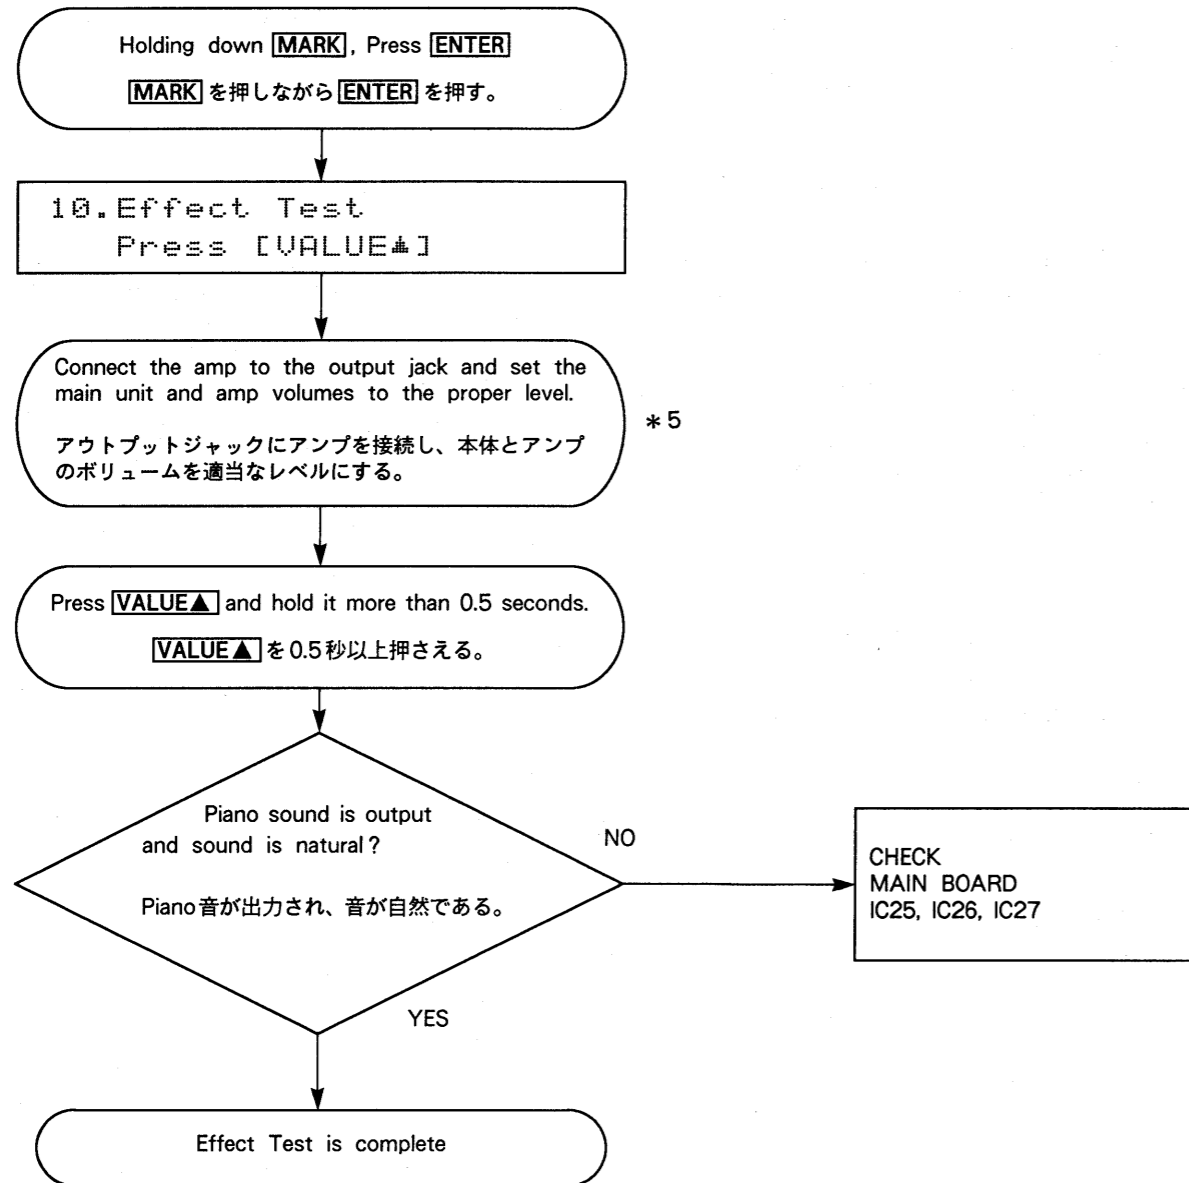 Holding down MARK, Press ENTER
MARK を押しながら ENTER を押す。
10.Effect Test
Press [VALUE▲]
Connect the amp to the output jack and set the
main unit and amp volumes to the proper level.
アウトプットジャックにアンプを接続し、本体とアンプ
のボリュームを適当なレベルにする。
＊5
Press VALUE▲ and hold it more than 0.5 seconds.
VALUE▲ を0.5秒以上押さえる。
Piano sound is output
and sound is natural?
Piano音が出力され、音が自然である。
NO
CHECK
MAIN BOARD
IC25, IC26, IC27
YES
Effect Test is complete